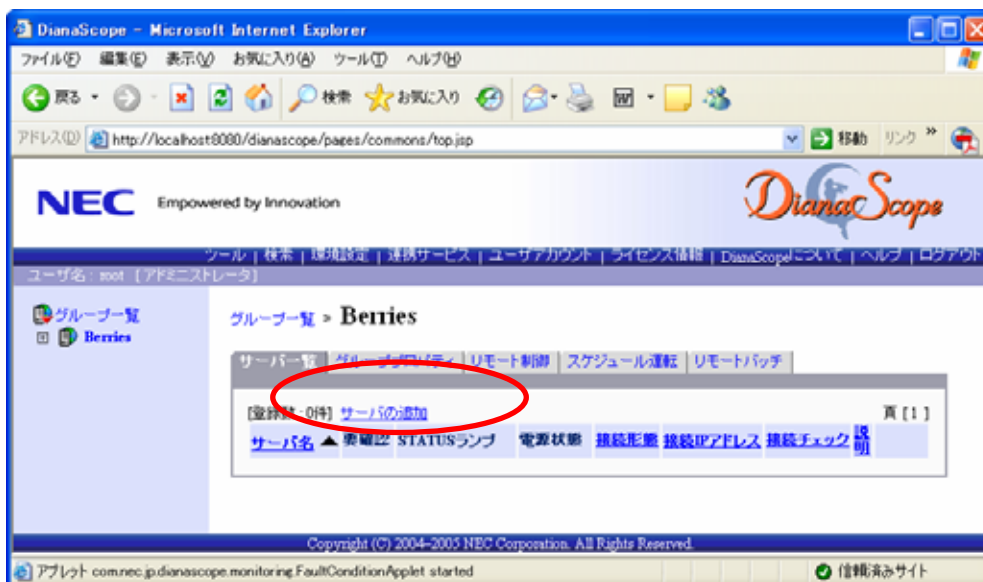 DianaScope - Microsoft Internet Explorer
ファイル(F) 編集(E) 表示(V) お気に入り(A) ツール(T) ヘルプ(H)
戻る 検索 お気に入り
アドレス(D) http://localhost:8080/dianascope/pages/commons/top.jsp 移動 リンク »
NEC Empowered by Innovation DianaScope
ツール | 検索 | 環境設定 | 連携サービス | ユーザアカウント | ライセンス情報 | DianaScopeについて | ヘルプ | ログアウト
ユーザ名 : root [アドミニストレータ]
グループ一覧
Berries
グループ一覧 » Berries
サーバ一覧 グループプロパティ リモート制御 スケジュール運転 リモートバッチ
[登録数 : 0件] サーバの追加 頁 [ 1 ]
サーバ名 ▲ 要確認 STATUSランプ 電源状態 接続形態 接続IPアドレス 接続チェック 説明
Copyright (C) 2004-2005 NEC Corporation. All Rights Reserved.
アプレット com.nec.jp.dianascope.monitoring.FaultConditionApplet started 信頼済みサイト